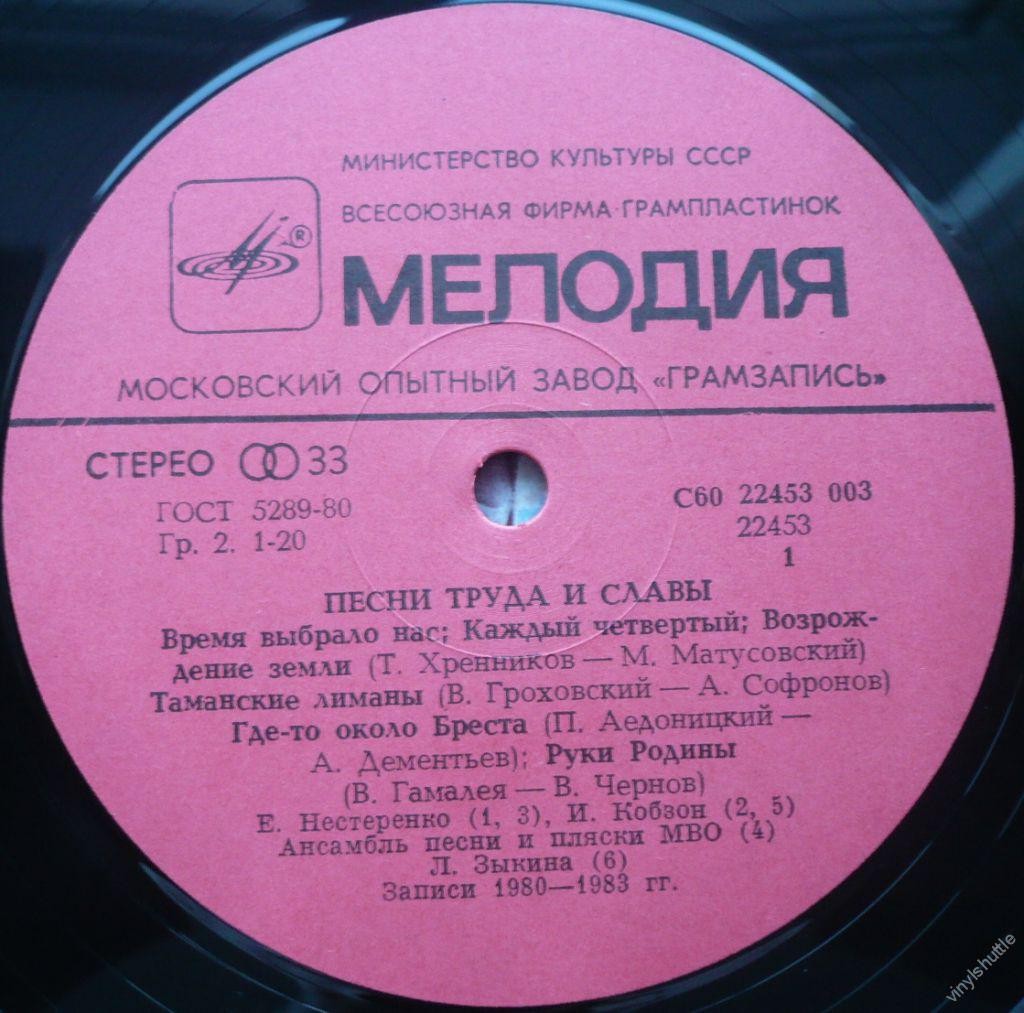 МИНИСТЕРСТВО КУЛЬТУРЫ СССР
ВСЕСОЮЗНАЯ ФИРМА ГРАМПЛАСТИНОК
®
МЕЛОДИЯ
МОСКОВСКИЙ ОПЫТНЫЙ ЗАВОД «ГРАМЗАПИСЬ»
СТЕРЕО 33
ГОСТ 5289-80
Гр. 2. 1-20
С60 22453 003
22453
1
ПЕСНИ ТРУДА И СЛАВЫ
Время выбрало нас; Каждый четвертый; Возрож-
дение земли (Т. Хренников — М. Матусовский)
Таманские лиманы (В. Гроховский — А. Софронов)
Где-то около Бреста (П. Аедоницкий —
А. Дементьев); Руки Родины
(В. Гамалея — В. Чернов)
Е. Нестеренко (1, 3), И. Кобзон (2, 5)
Ансамбль песни и пляски МВО (4)
Л. Зыкина (6)
Записи 1980—1983 гг.
vinylshuttle